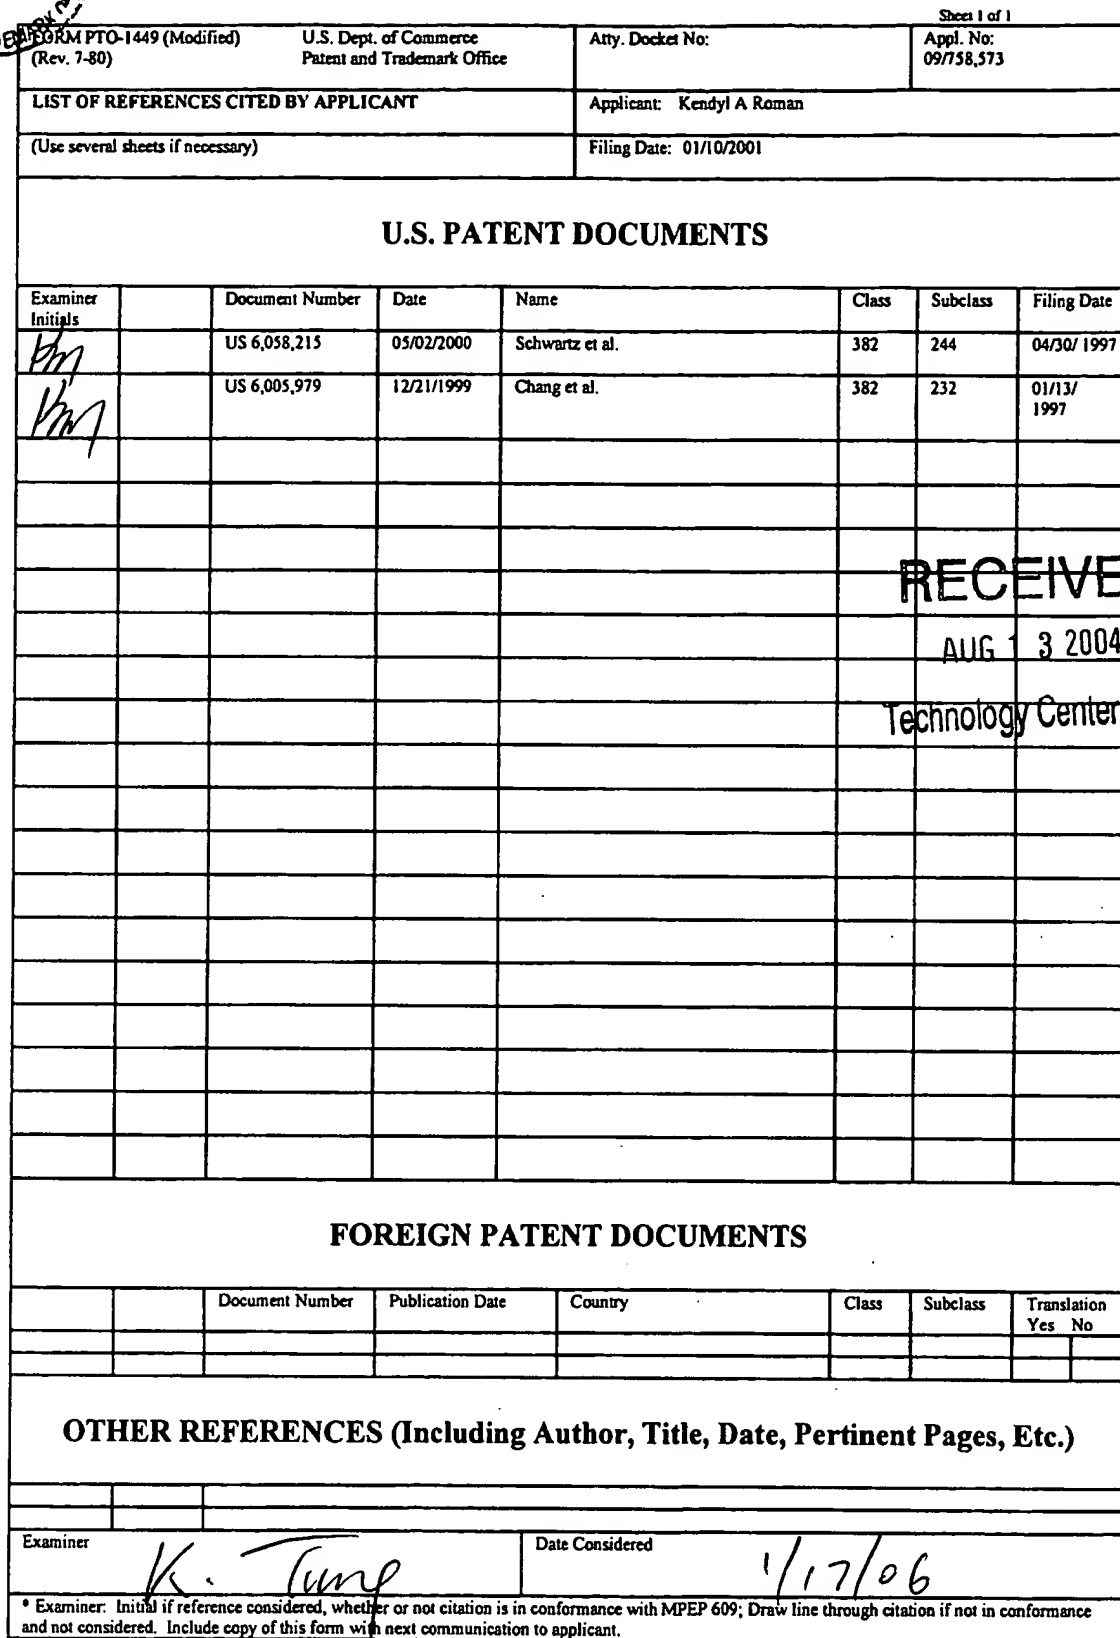 Sheet 1 of 1
FORM PTO-1449 (Modified) U.S. Dept. of Commerce Atty. Docket No: Appl. No:
(Rev. 7-80) Patent and Trademark Office 09/758,573
LIST OF REFERENCES CITED BY APPLICANT Applicant: Kendyl A Roman
(Use several sheets if necessary) Filing Date: 01/10/2001
U.S. PATENT DOCUMENTS
Examiner Document Number Date Name Class Subclass Filing Date
Initials
US 6,058,215 05/02/2000 Schwartz et al. 382 244 04/30/ 1997
US 6,005,979 12/21/1999 Chang et al. 382 232 01/13/
1997
RECEIVE
AUG 13 2004
Technology Center
FOREIGN PATENT DOCUMENTS
Document Number Publication Date Country Class Subclass Translation
Yes No
OTHER REFERENCES (Including Author, Title, Date, Pertinent Pages, Etc.)
Examiner K. Tung Date Considered 1/17/06
* Examiner: Initial if reference considered, whether or not citation is in conformance with MPEP 609; Draw line through citation if not in conformance
and not considered. Include copy of this form with next communication to applicant.